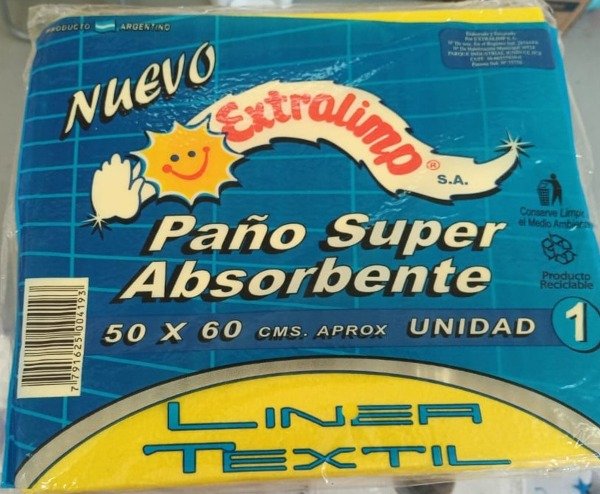 PRODUCTO ARGENTINO
NUEVO
Extralimp®
S.A.
Conserve Limpio
el Medio Ambiente
Producto
Reciclable
Paño Super
Absorbente
50 X 60 CMS. APROX UNIDAD 1
7791625004193
LINEA
TEXTIL